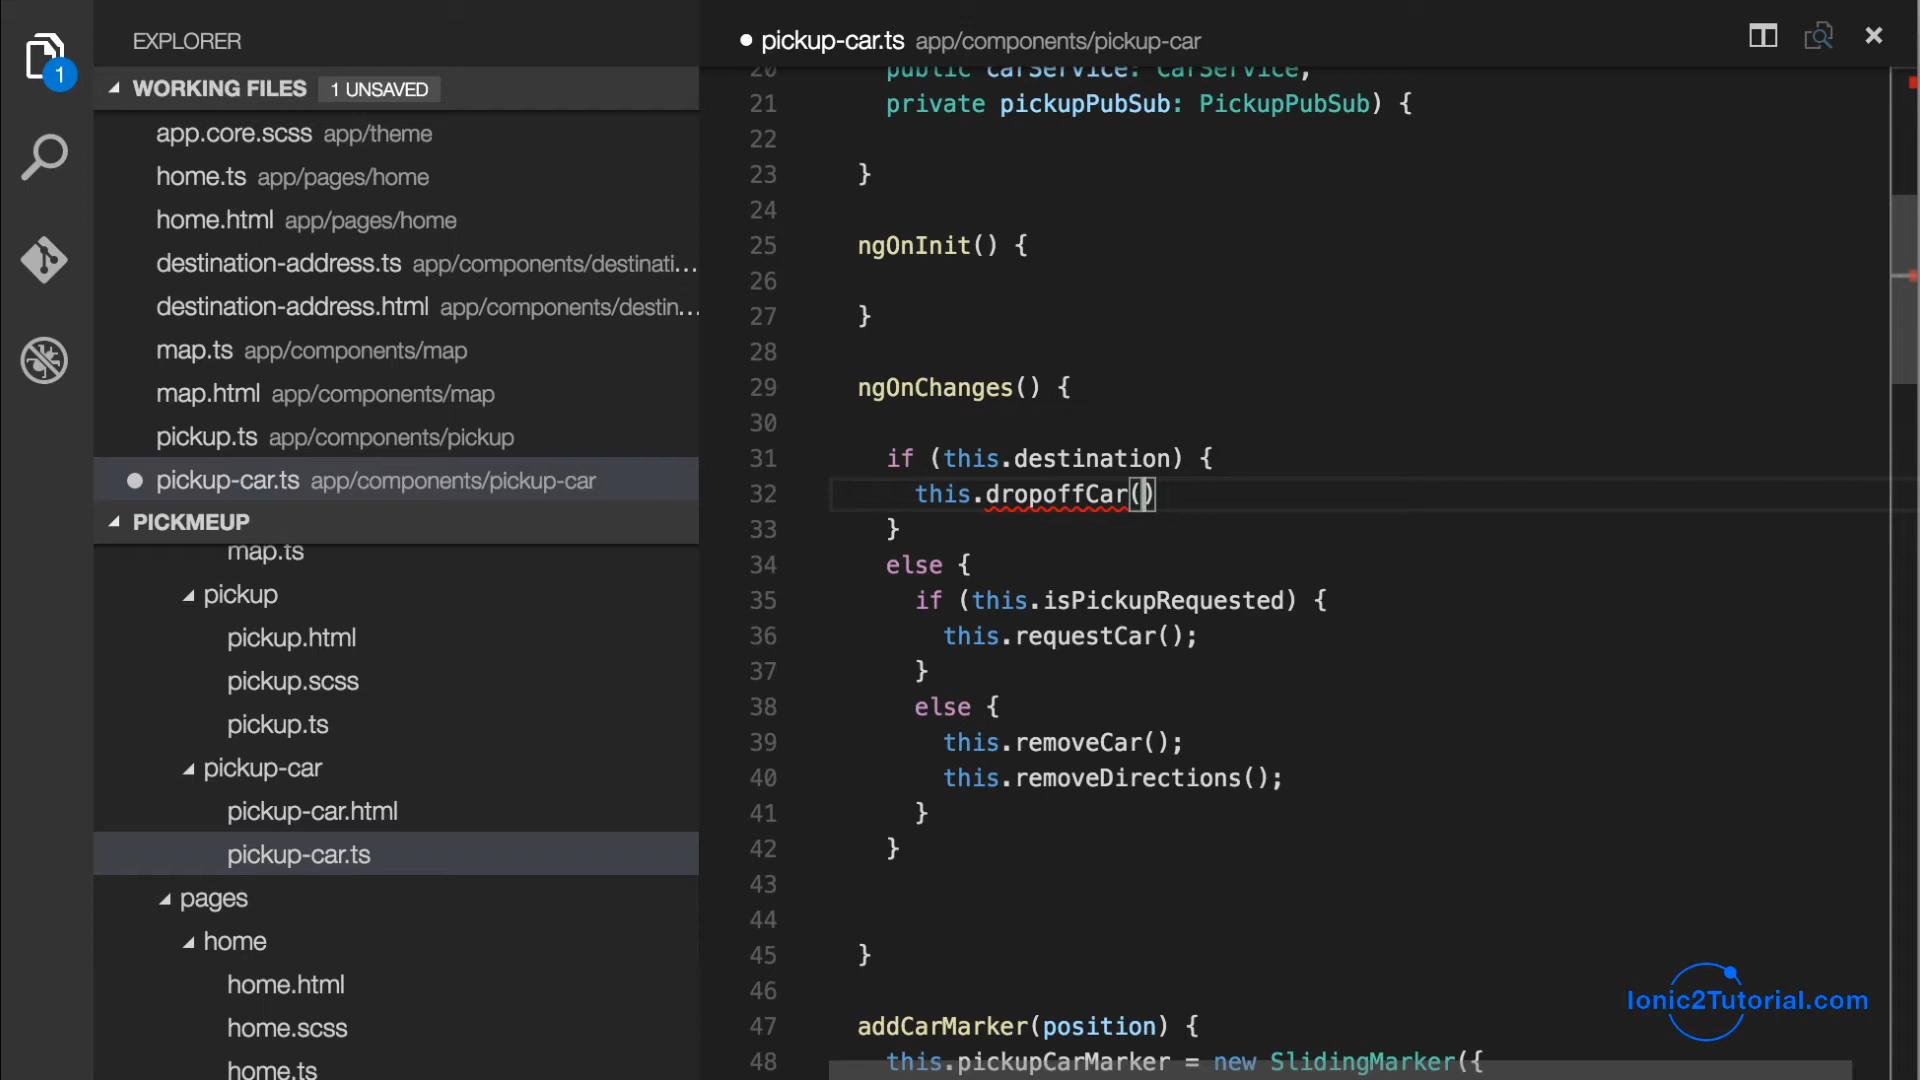 EXPLORER
1
WORKING FILES 1 UNSAVED
app.core.scss app/theme
home.ts app/pages/home
home.html app/pages/home
destination-address.ts app/components/destinati...
destination-address.html app/components/destin...
map.ts app/components/map
map.html app/components/map
pickup.ts app/components/pickup
pickup-car.ts app/components/pickup-car
PICKMEUP
map.ts
pickup
pickup.html
pickup.scss
pickup.ts
pickup-car
pickup-car.html
pickup-car.ts
pages
home
home.html
home.scss
home.ts
pickup-car.ts app/components/pickup-car
20 public carService: CarService,
21 private pickupPubSub: PickupPubSub) {
22
23 }
24
25 ngOnInit() {
26
27 }
28
29 ngOnChanges() {
30
31 if (this.destination) {
32 this.dropoffCar()
33 }
34 else {
35 if (this.isPickupRequested) {
36 this.requestCar();
37 }
38 else {
39 this.removeCar();
40 this.removeDirections();
41 }
42 }
43
44
45 }
46
47 addCarMarker(position) {
48 this.pickupCarMarker = new SlidingMarker({
Ionic2Tutorial.com